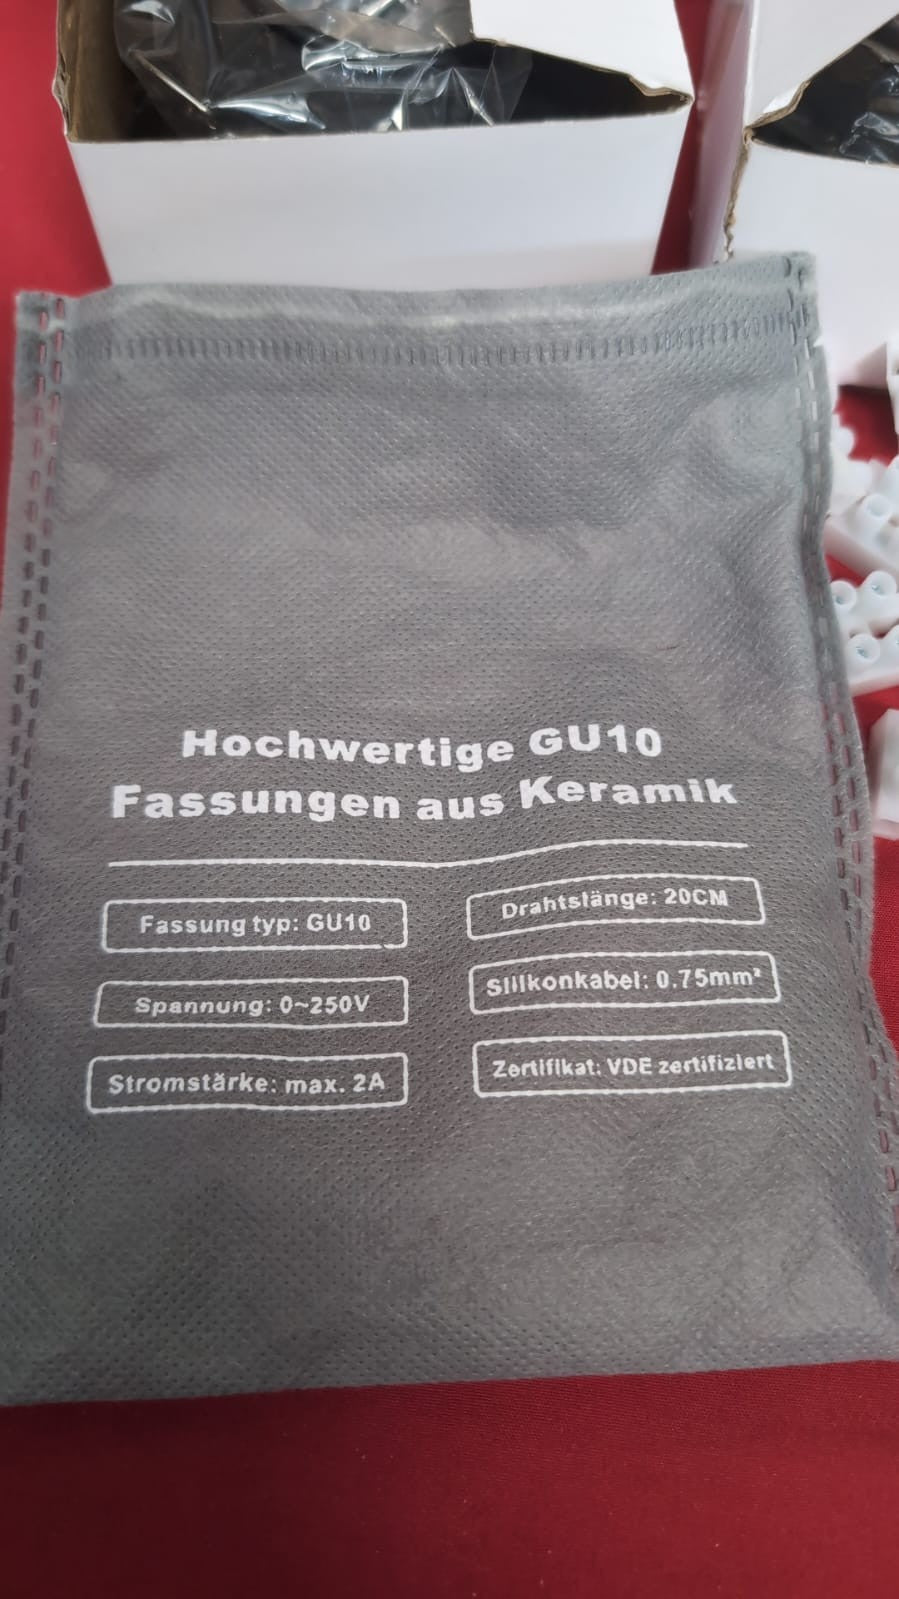 Hochwertige GU10
Fassungen aus Keramik
Fassung typ: GU10
Drahtslänge: 20CM
Spannung: 0~250V
Silikonkabel: 0.75mm²
Stromstärke: max. 2A
Zertifikat: VDE zertifiziert